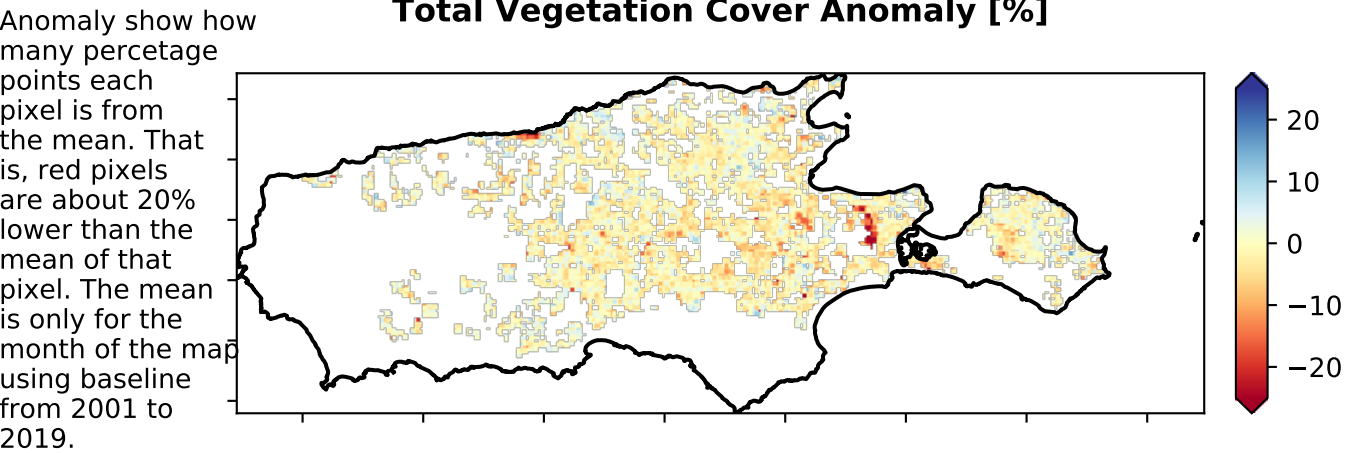 Total Vegetation Cover Anomaly [%]
Anomaly show how
many percetage
points each
pixel is from
the mean. That
is, red pixels
are about 20%
lower than the
mean of that
pixel. The mean
is only for the
month of the map
using baseline
from 2001 to
2019.
20
10
0
−10
−20